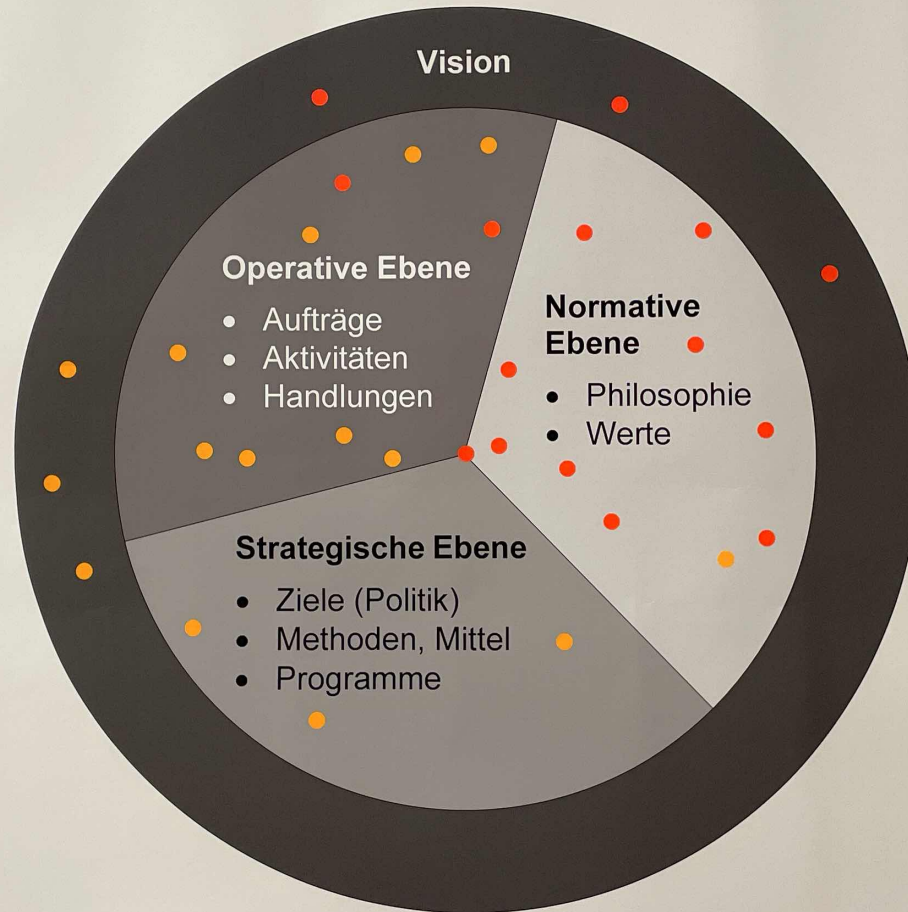 Vision
Operative Ebene
• Aufträge
• Aktivitäten
• Handlungen
Normative
Ebene
• Philosophie
• Werte
Strategische Ebene
• Ziele (Politik)
• Methoden, Mittel
• Programme